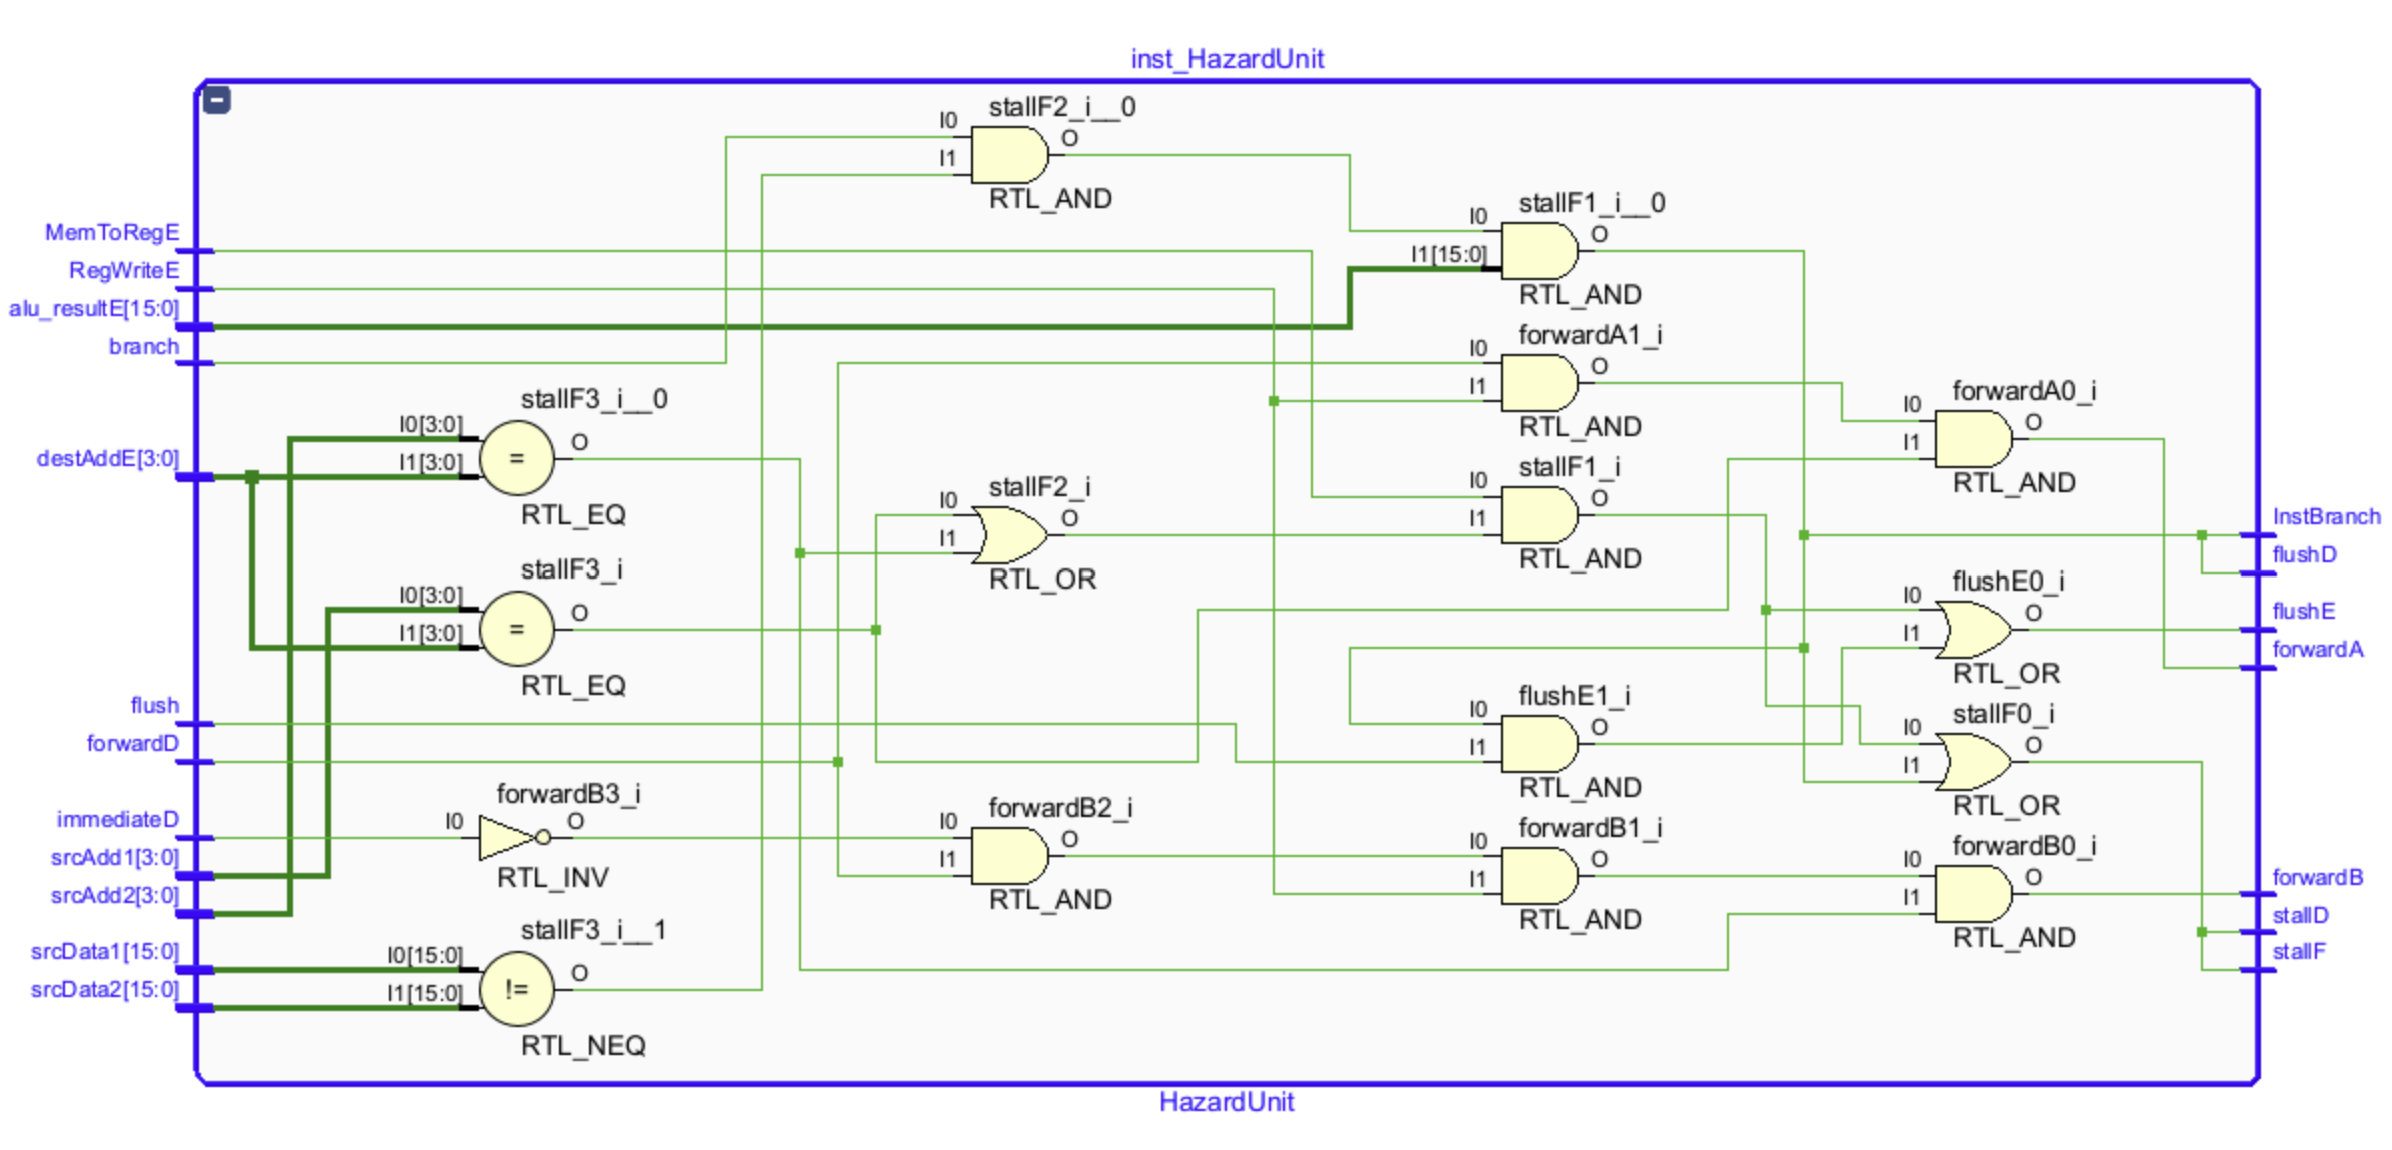 inst_HazardUnit
stallF2_i__0
I0
O
I1
RTL_AND
stallF1_i__0
I0
O
I1[15:0]
RTL_AND
MemToRegE
RegWriteE
alu_resultE[15:0]
branch
forwardA1_i
I0
O
I1
RTL_AND
stallF3_i__0
I0[3:0]
O
I1[3:0]
=
RTL_EQ
destAddE[3:0]
forwardA0_i
I0
O
I1
RTL_AND
stallF2_i
I0
O
I1
RTL_OR
stallF1_i
I0
O
I1
RTL_AND
InstBranch
flushD
flushE
forwardA
stallF3_i
I0[3:0]
O
I1[3:0]
=
RTL_EQ
flushE0_i
I0
O
I1
RTL_OR
flush
forwardD
flushE1_i
I0
O
I1
RTL_AND
stallF0_i
I0
O
I1
RTL_OR
immediateD
srcAdd1[3:0]
srcAdd2[3:0]
forwardB3_i
I0
O
RTL_INV
forwardB2_i
I0
O
I1
RTL_AND
forwardB1_i
I0
O
I1
RTL_AND
forwardB0_i
I0
O
I1
RTL_AND
forwardB
stallD
stallF
srcData1[15:0]
srcData2[15:0]
stallF3_i__1
I0[15:0]
O
I1[15:0]
!=
RTL_NEQ
HazardUnit